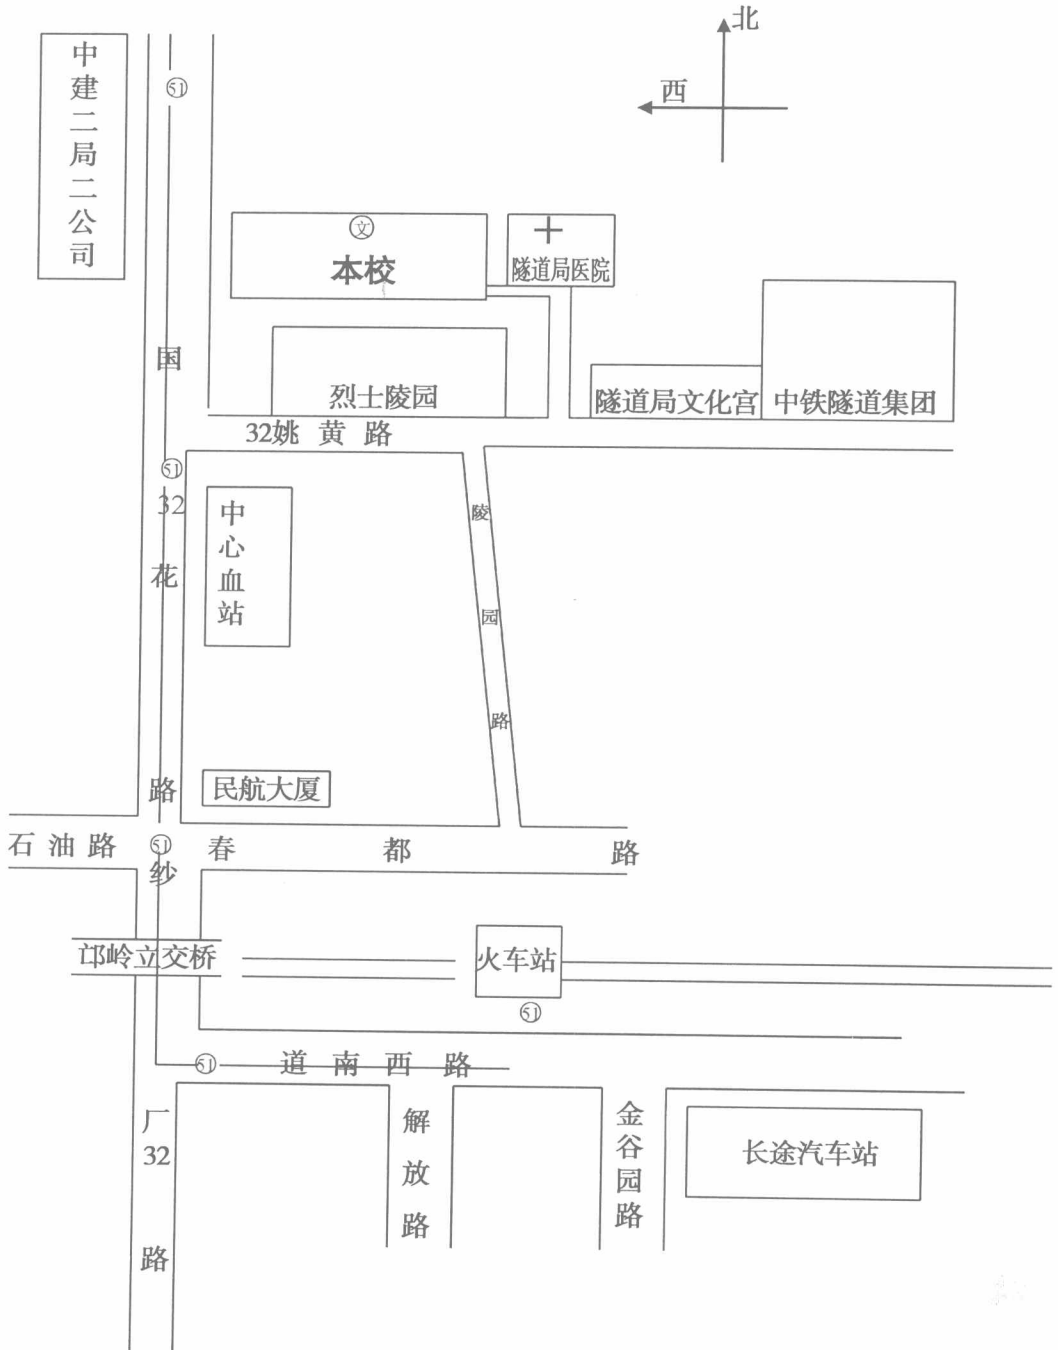 北
西
中建二局二公司
51
文
本校
隧道局医院
烈士陵园
隧道局文化宫
中铁隧道集团
32姚黄路
国花路
51
32
中心血站
陵园路
民航大厦
石油路
51
春都路
纱厂路
邙岭立交桥
火车站
51
51
道南西路
32
解放路
金谷园路
长途汽车站